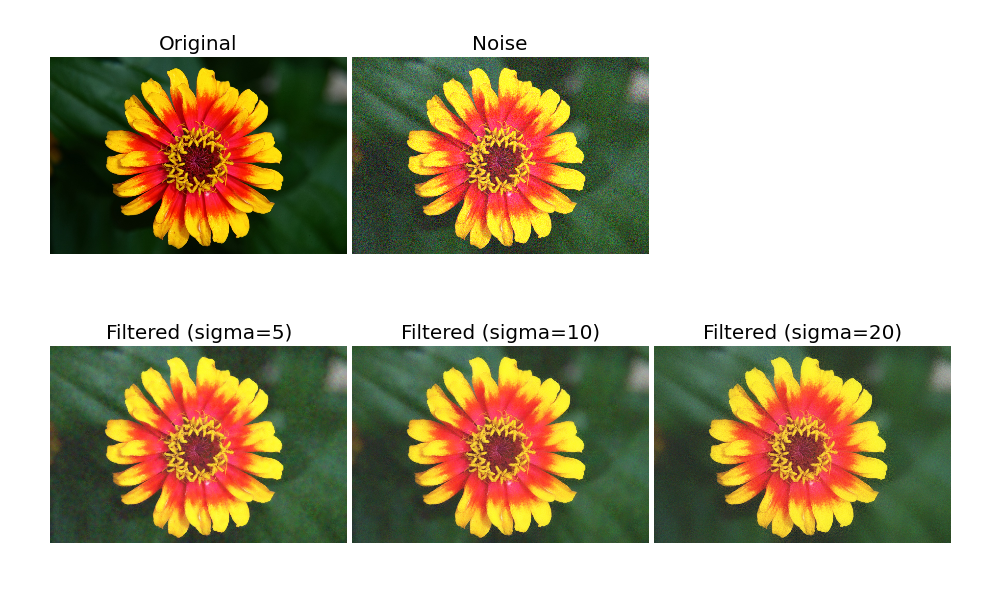 Original
Noise
Filtered (sigma=5)
Filtered (sigma=10)
Filtered (sigma=20)